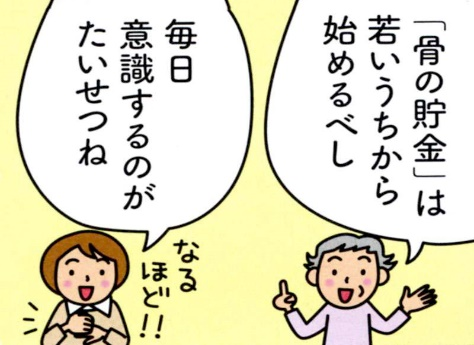 「骨の貯金」は
若いうちから
始めるべし
毎日
意識するのが
たいせつね
なる
ほど!!